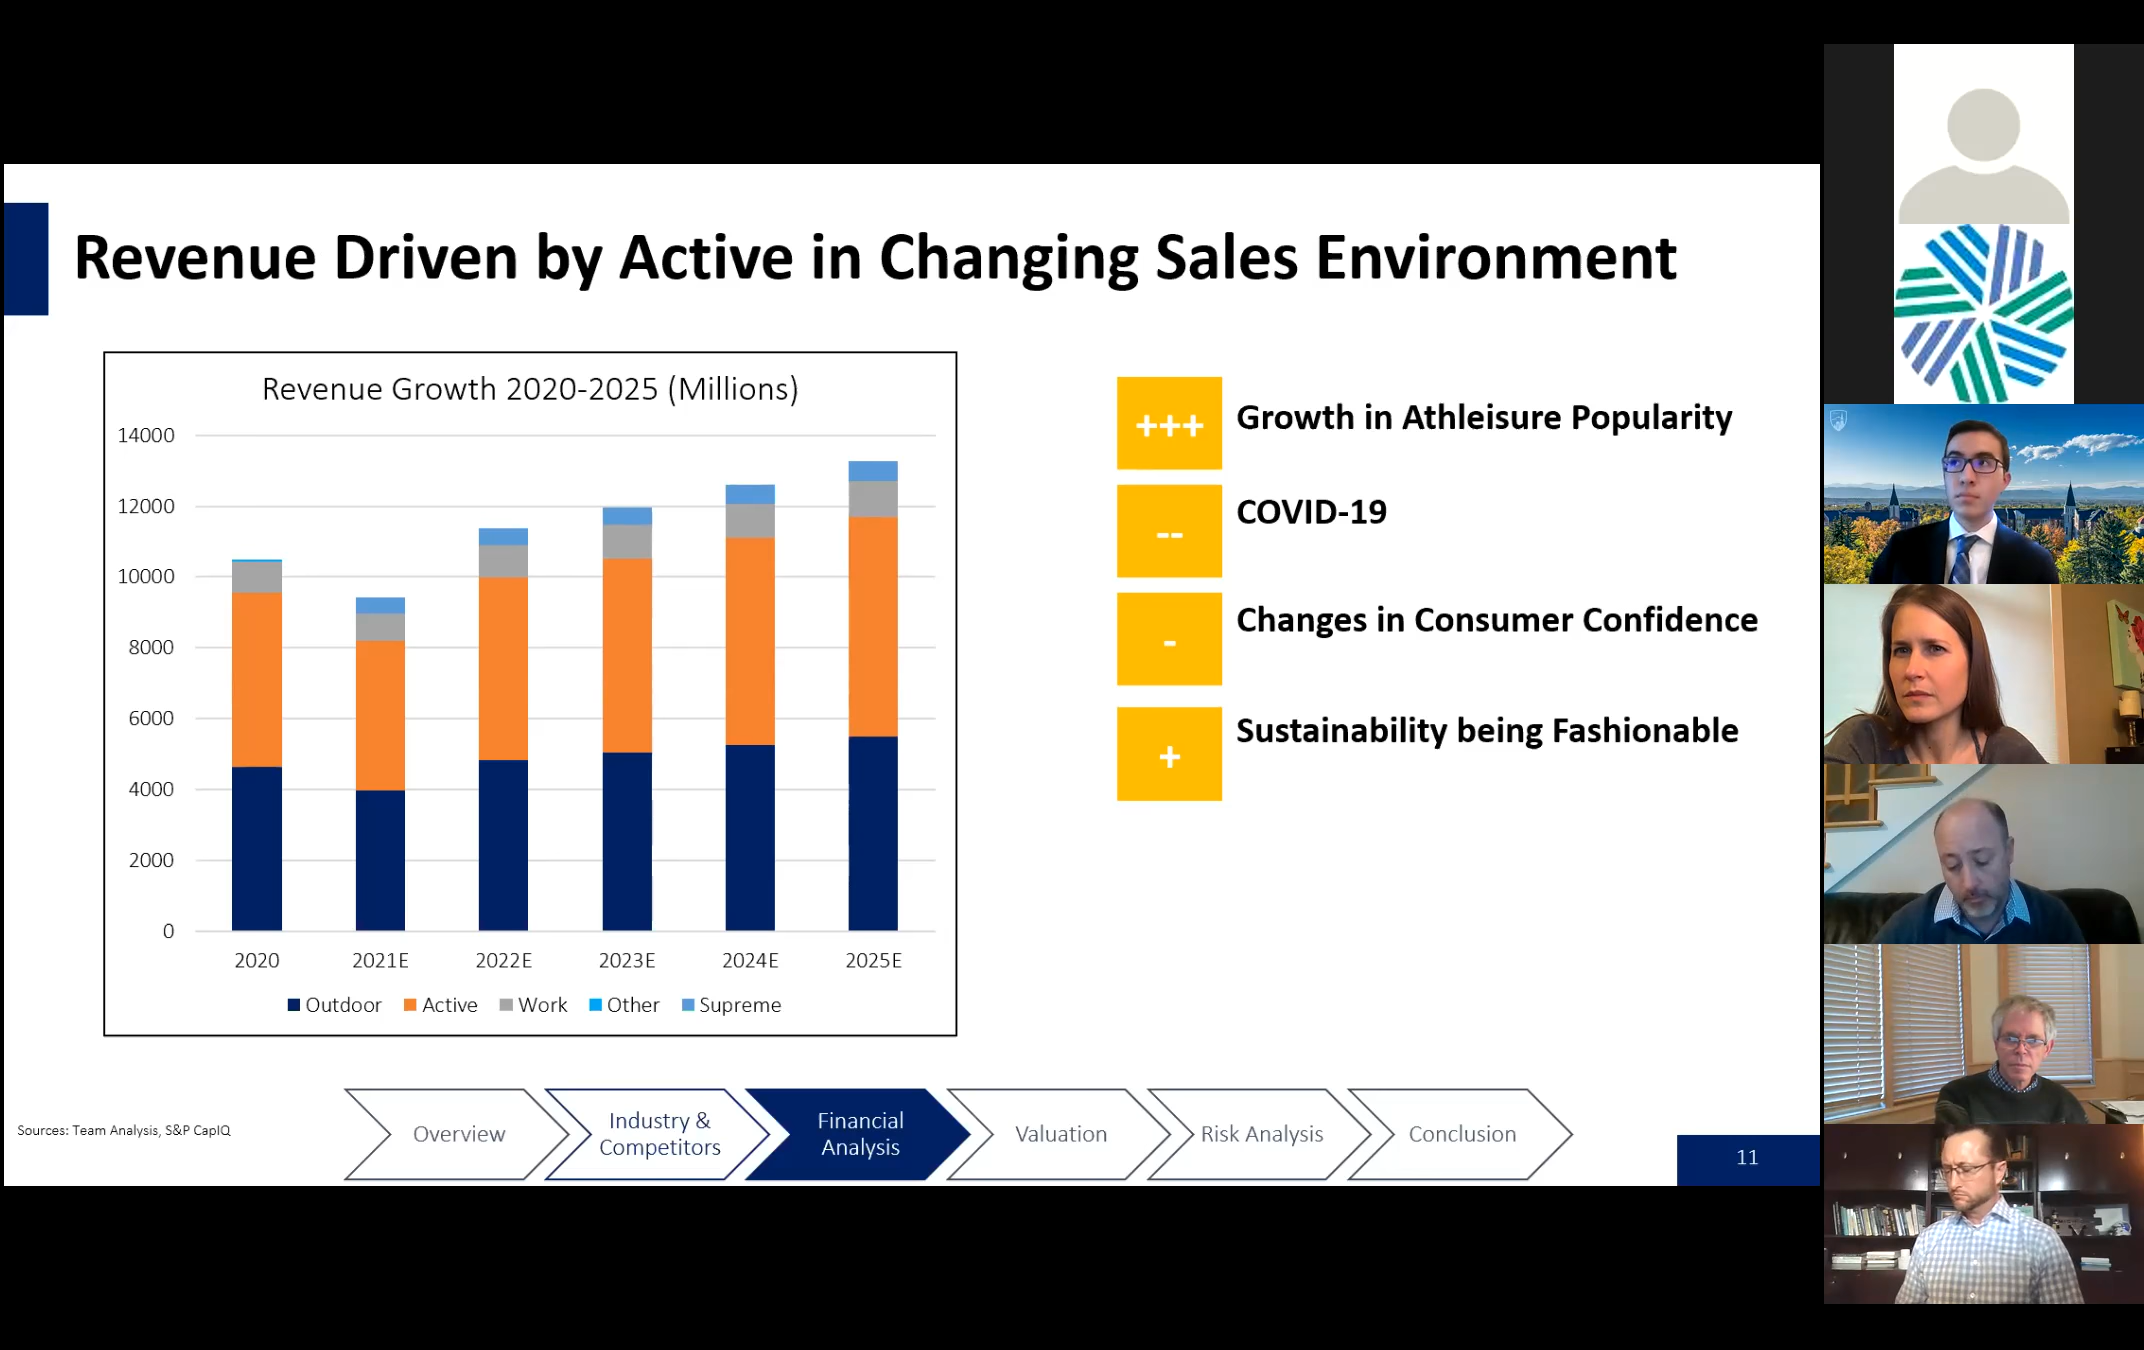 Revenue Driven by Active in Changing Sales Environment
Revenue Growth 2020-2025 (Millions)
14000
12000
10000
8000
6000
4000
2000
0
2020 2021E 2022E 2023E 2024E 2025E
Outdoor Active Work Other Supreme
+++ Growth in Athleisure Popularity
-- COVID-19
- Changes in Consumer Confidence
+ Sustainability being Fashionable
Sources: Team Analysis, S&P CapIQ
Overview
Industry &
Competitors
Financial
Analysis
Valuation
Risk Analysis
Conclusion
11